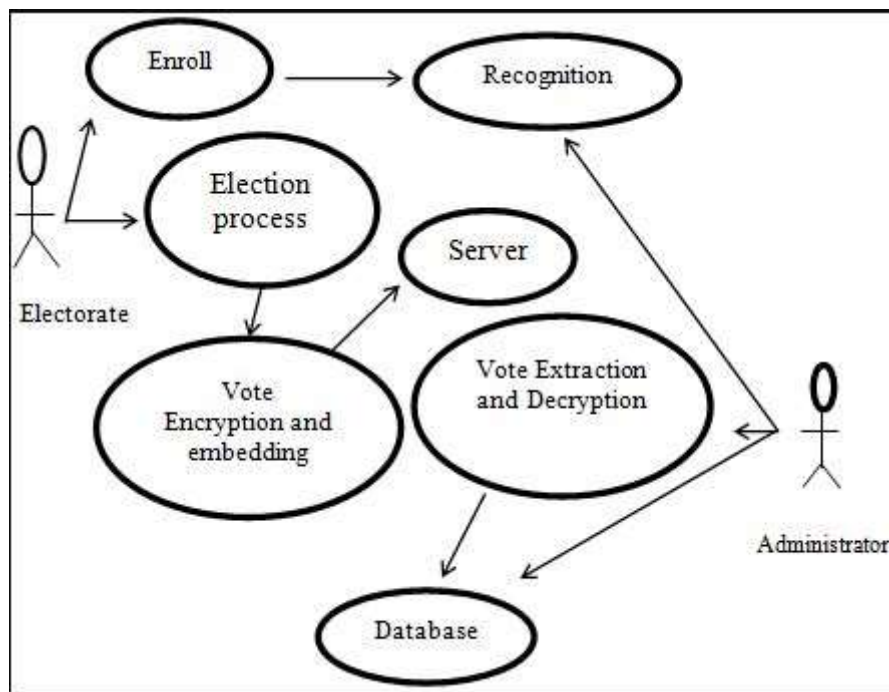 Enroll
Recognition
Election
process
Server
Electorate
Vote Extraction
and Decryption
Vote
Encryption and
embedding
Administrator
Database